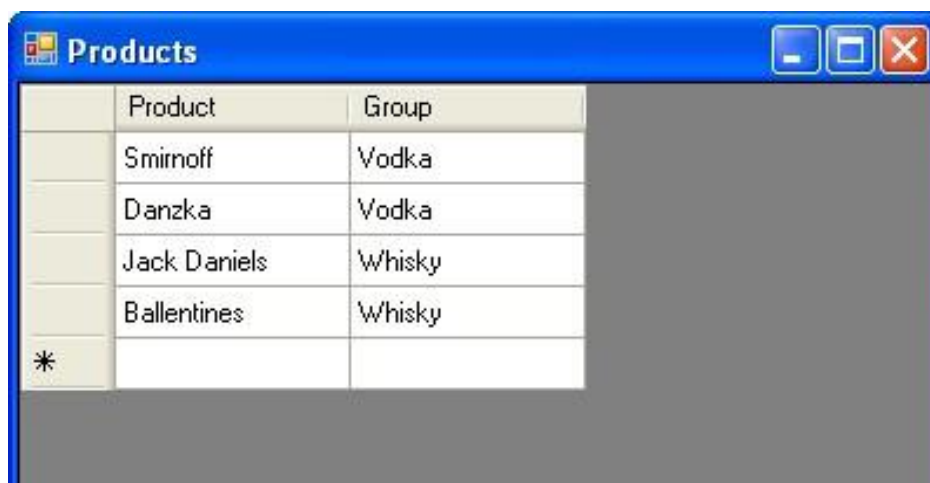 Products
Product Group
Smirnoff Vodka
Danzka Vodka
Jack Daniels Whisky
Ballentines Whisky
*